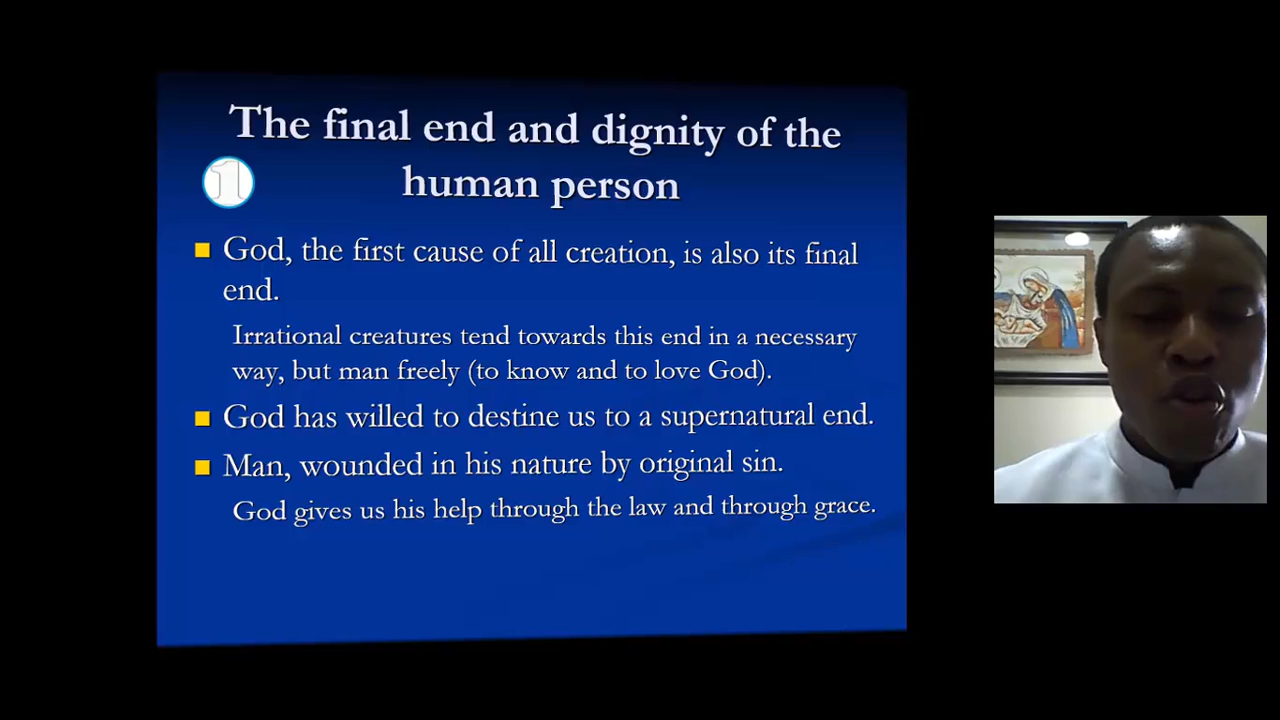 The final end and dignity of the
1
human person
God, the first cause of all creation, is also its final
end.
Irrational creatures tend towards this end in a necessary
way, but man freely (to know and to love God).
God has willed to destine us to a supernatural end.
Man, wounded in his nature by original sin.
God gives us his help through the law and through grace.